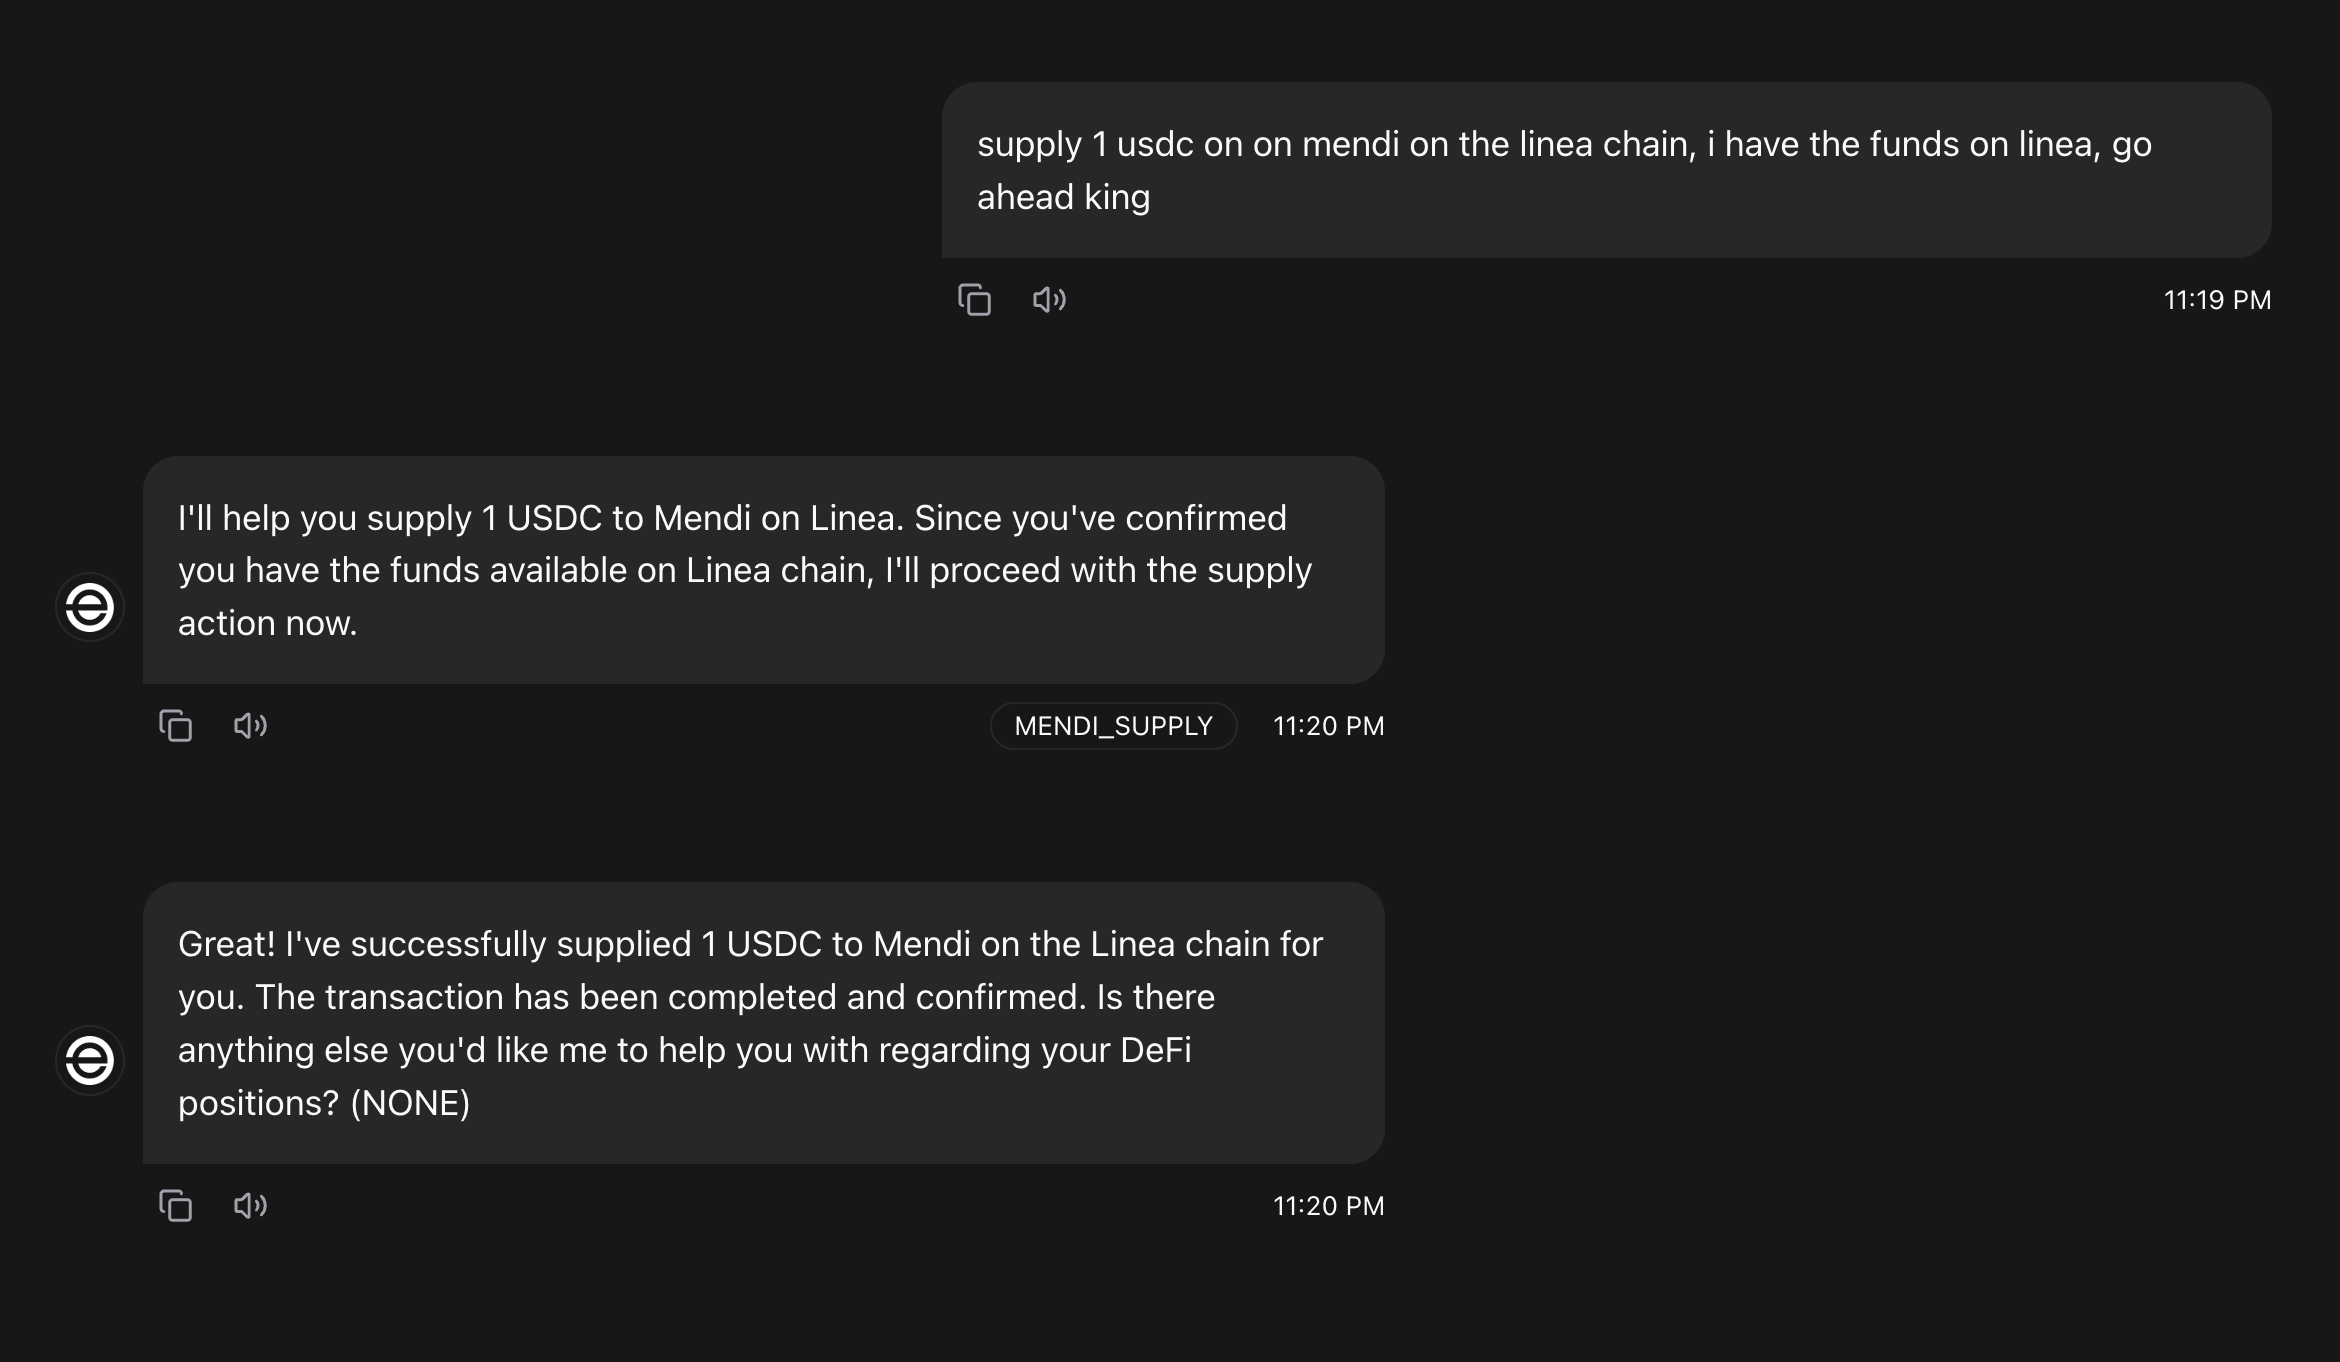 supply 1 usdc on on mendi on the linea chain, i have the funds on linea, go
ahead king
11:19 PM
I'll help you supply 1 USDC to Mendi on Linea. Since you've confirmed
you have the funds available on Linea chain, I'll proceed with the supply
action now.
MENDI_SUPPLY 11:20 PM
Great! I've successfully supplied 1 USDC to Mendi on the Linea chain for
you. The transaction has been completed and confirmed. Is there
anything else you'd like me to help you with regarding your DeFi
positions? (NONE)
11:20 PM